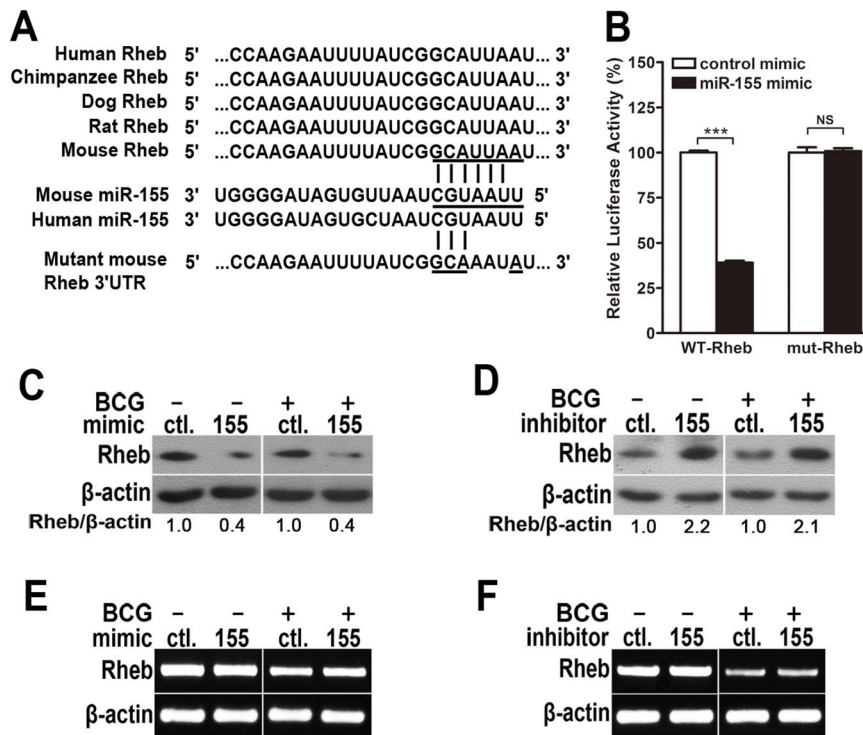 A
Human Rheb 5' ...CCAAGAAUUUUAUCGGCAUUAAU... 3'
Chimpanzee Rheb 5' ...CCAAGAAUUUUAUCGGCAUUAAU... 3'
Dog Rheb 5' ...CCAAGAAUUUUAUCGGCAUUAAU... 3'
Rat Rheb 5' ...CCAAGAAUUUUAUCGGCAUUAAU... 3'
Mouse Rheb 5' ...CCAAGAAUUUUAUCGGCAUUAAU... 3'
Mouse miR-155 3' UGGGGAUAGUGUUAAUCGUAAUU 5'
Human miR-155 3' UGGGGAUAGUGCUAAUCGUAAUU 5'
Mutant mouse 5' ...CCAAGAAUUUUAUCGGCAAAUAU... 3'
Rheb 3'UTR
B
control mimic
miR-155 mimic
Relative Luciferase Activity (%)
150
125
100
75
50
25
0
***
NS
WT-Rheb mut-Rheb
C
BCG − − + +
mimic ctl. 155 ctl. 155
Rheb
β-actin
Rheb/β-actin 1.0 0.4 1.0 0.4
D
BCG − − + +
inhibitor ctl. 155 ctl. 155
Rheb
β-actin
Rheb/β-actin 1.0 2.2 1.0 2.1
E
BCG − − + +
mimic ctl. 155 ctl. 155
Rheb
β-actin
F
BCG − − + +
inhibitor ctl. 155 ctl. 155
Rheb
β-actin